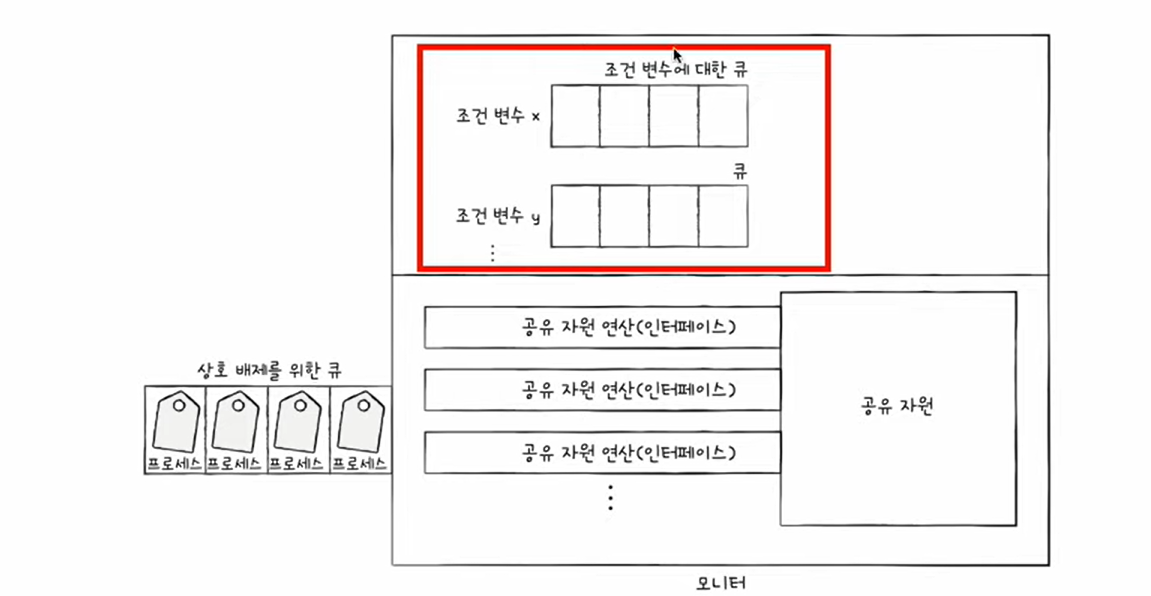 조건 변수에 대한 큐
조건 변수 x
큐
조건 변수 y
공유 자원 연산(인터페이스)
공유 자원 연산(인터페이스)
공유 자원 연산(인터페이스)
공유 자원
상호 배제를 위한 큐
프로세스 프로세스 프로세스 프로세스
모니터